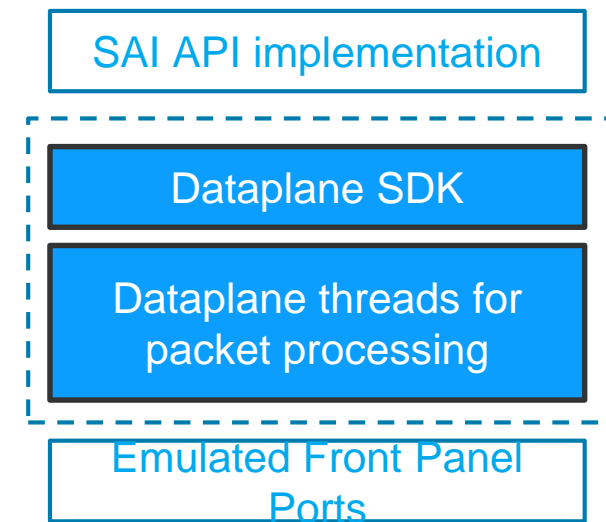 SAI API implementation
Dataplane SDK
Dataplane threads for
packet processing
Emulated Front Panel
Ports